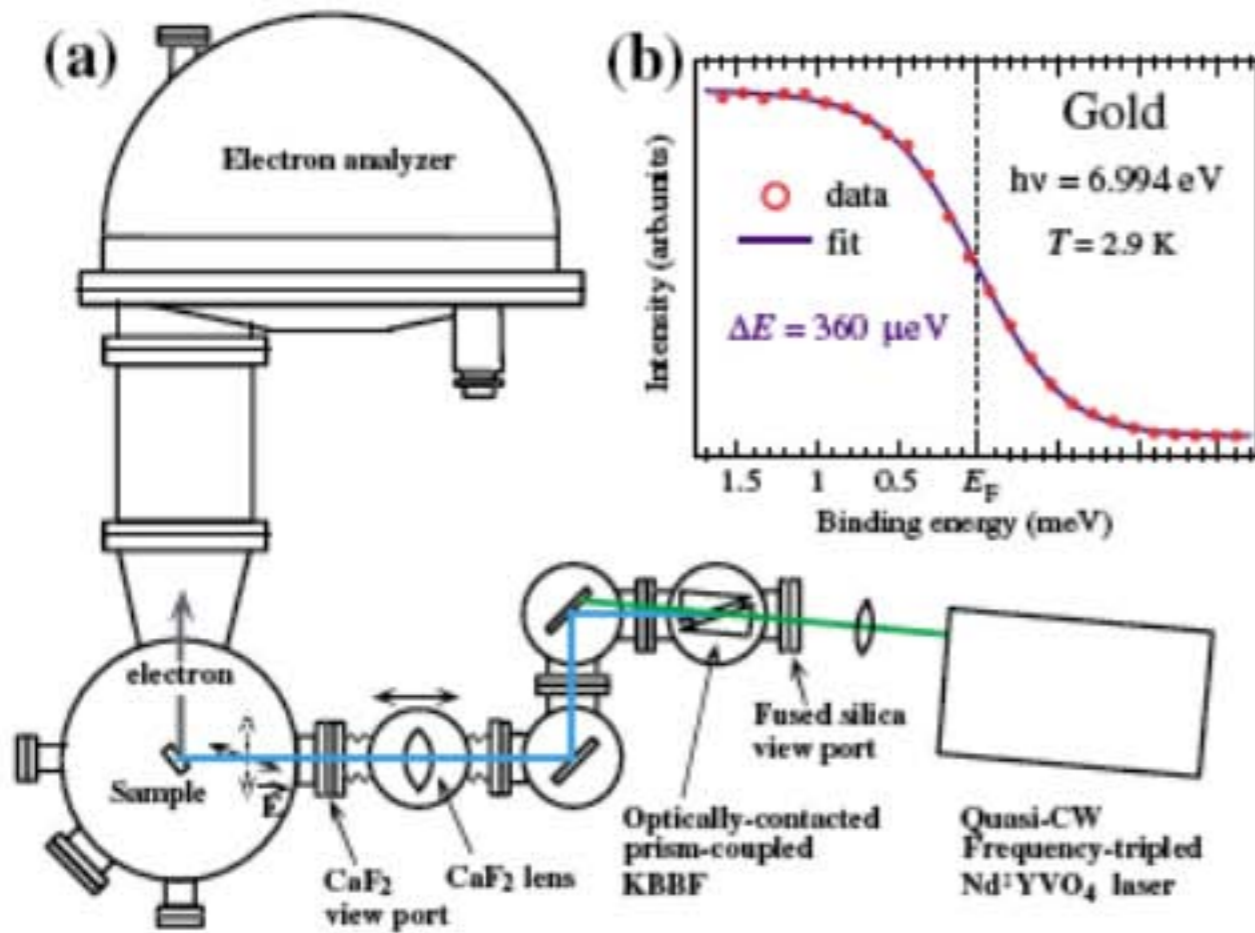 (a)
Electron analyzer
electron
Sample
E
CaF2
view port
CaF2 lens
Optically-contacted
prism-coupled
KBBF
Fused silica
view port
Quasi-CW
Frequency-tripled
Nd:YVO4 laser
(b)
Gold
hν = 6.994 eV
T = 2.9 K
data
fit
ΔE = 360 μeV
Intensity (arb.units)
1.5 1 0.5 EF
Binding energy (meV)